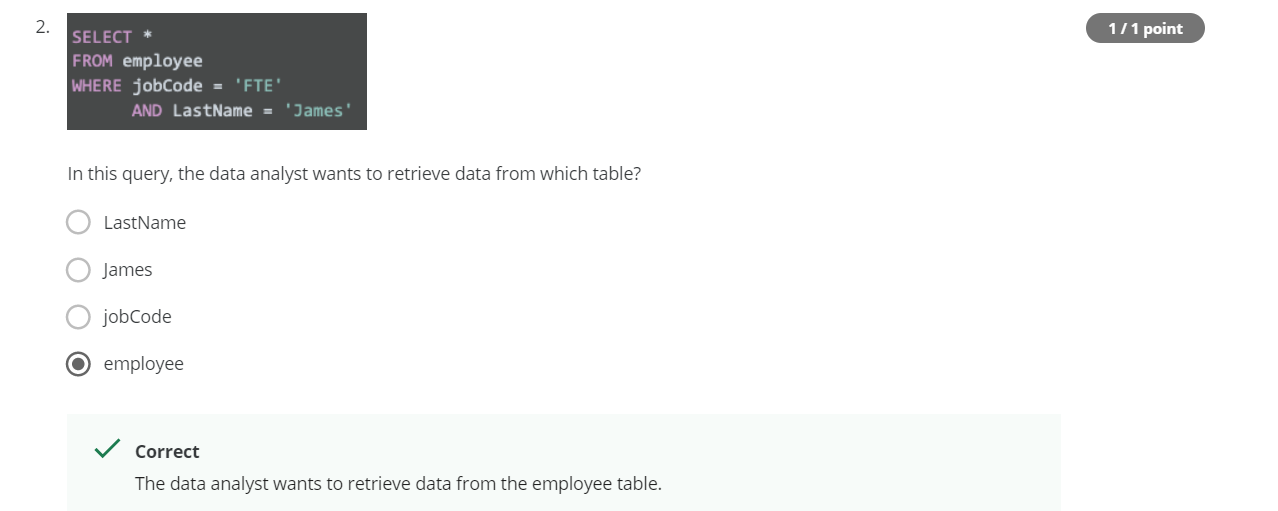 2.
1 / 1 point
SELECT *
FROM employee
WHERE jobCode = 'FTE'
AND LastName = 'James'
In this query, the data analyst wants to retrieve data from which table?
LastName
James
jobCode
employee
Correct
The data analyst wants to retrieve data from the employee table.